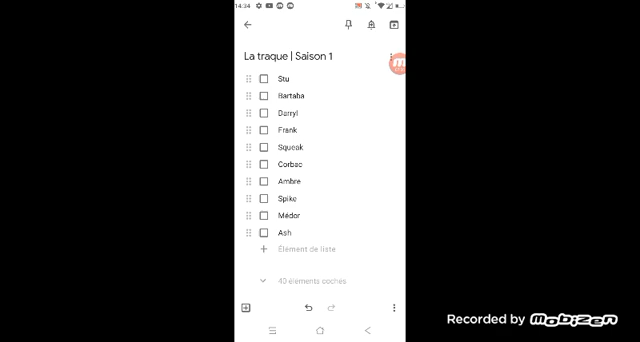 14:34
La traque | Saison 1
Stu
Bartaba
Darryl
Frank
Squeak
Corbac
Ambre
Spike
Médor
Ash
Élément de liste
40 éléments cochés
Recorded by MOBIZEN